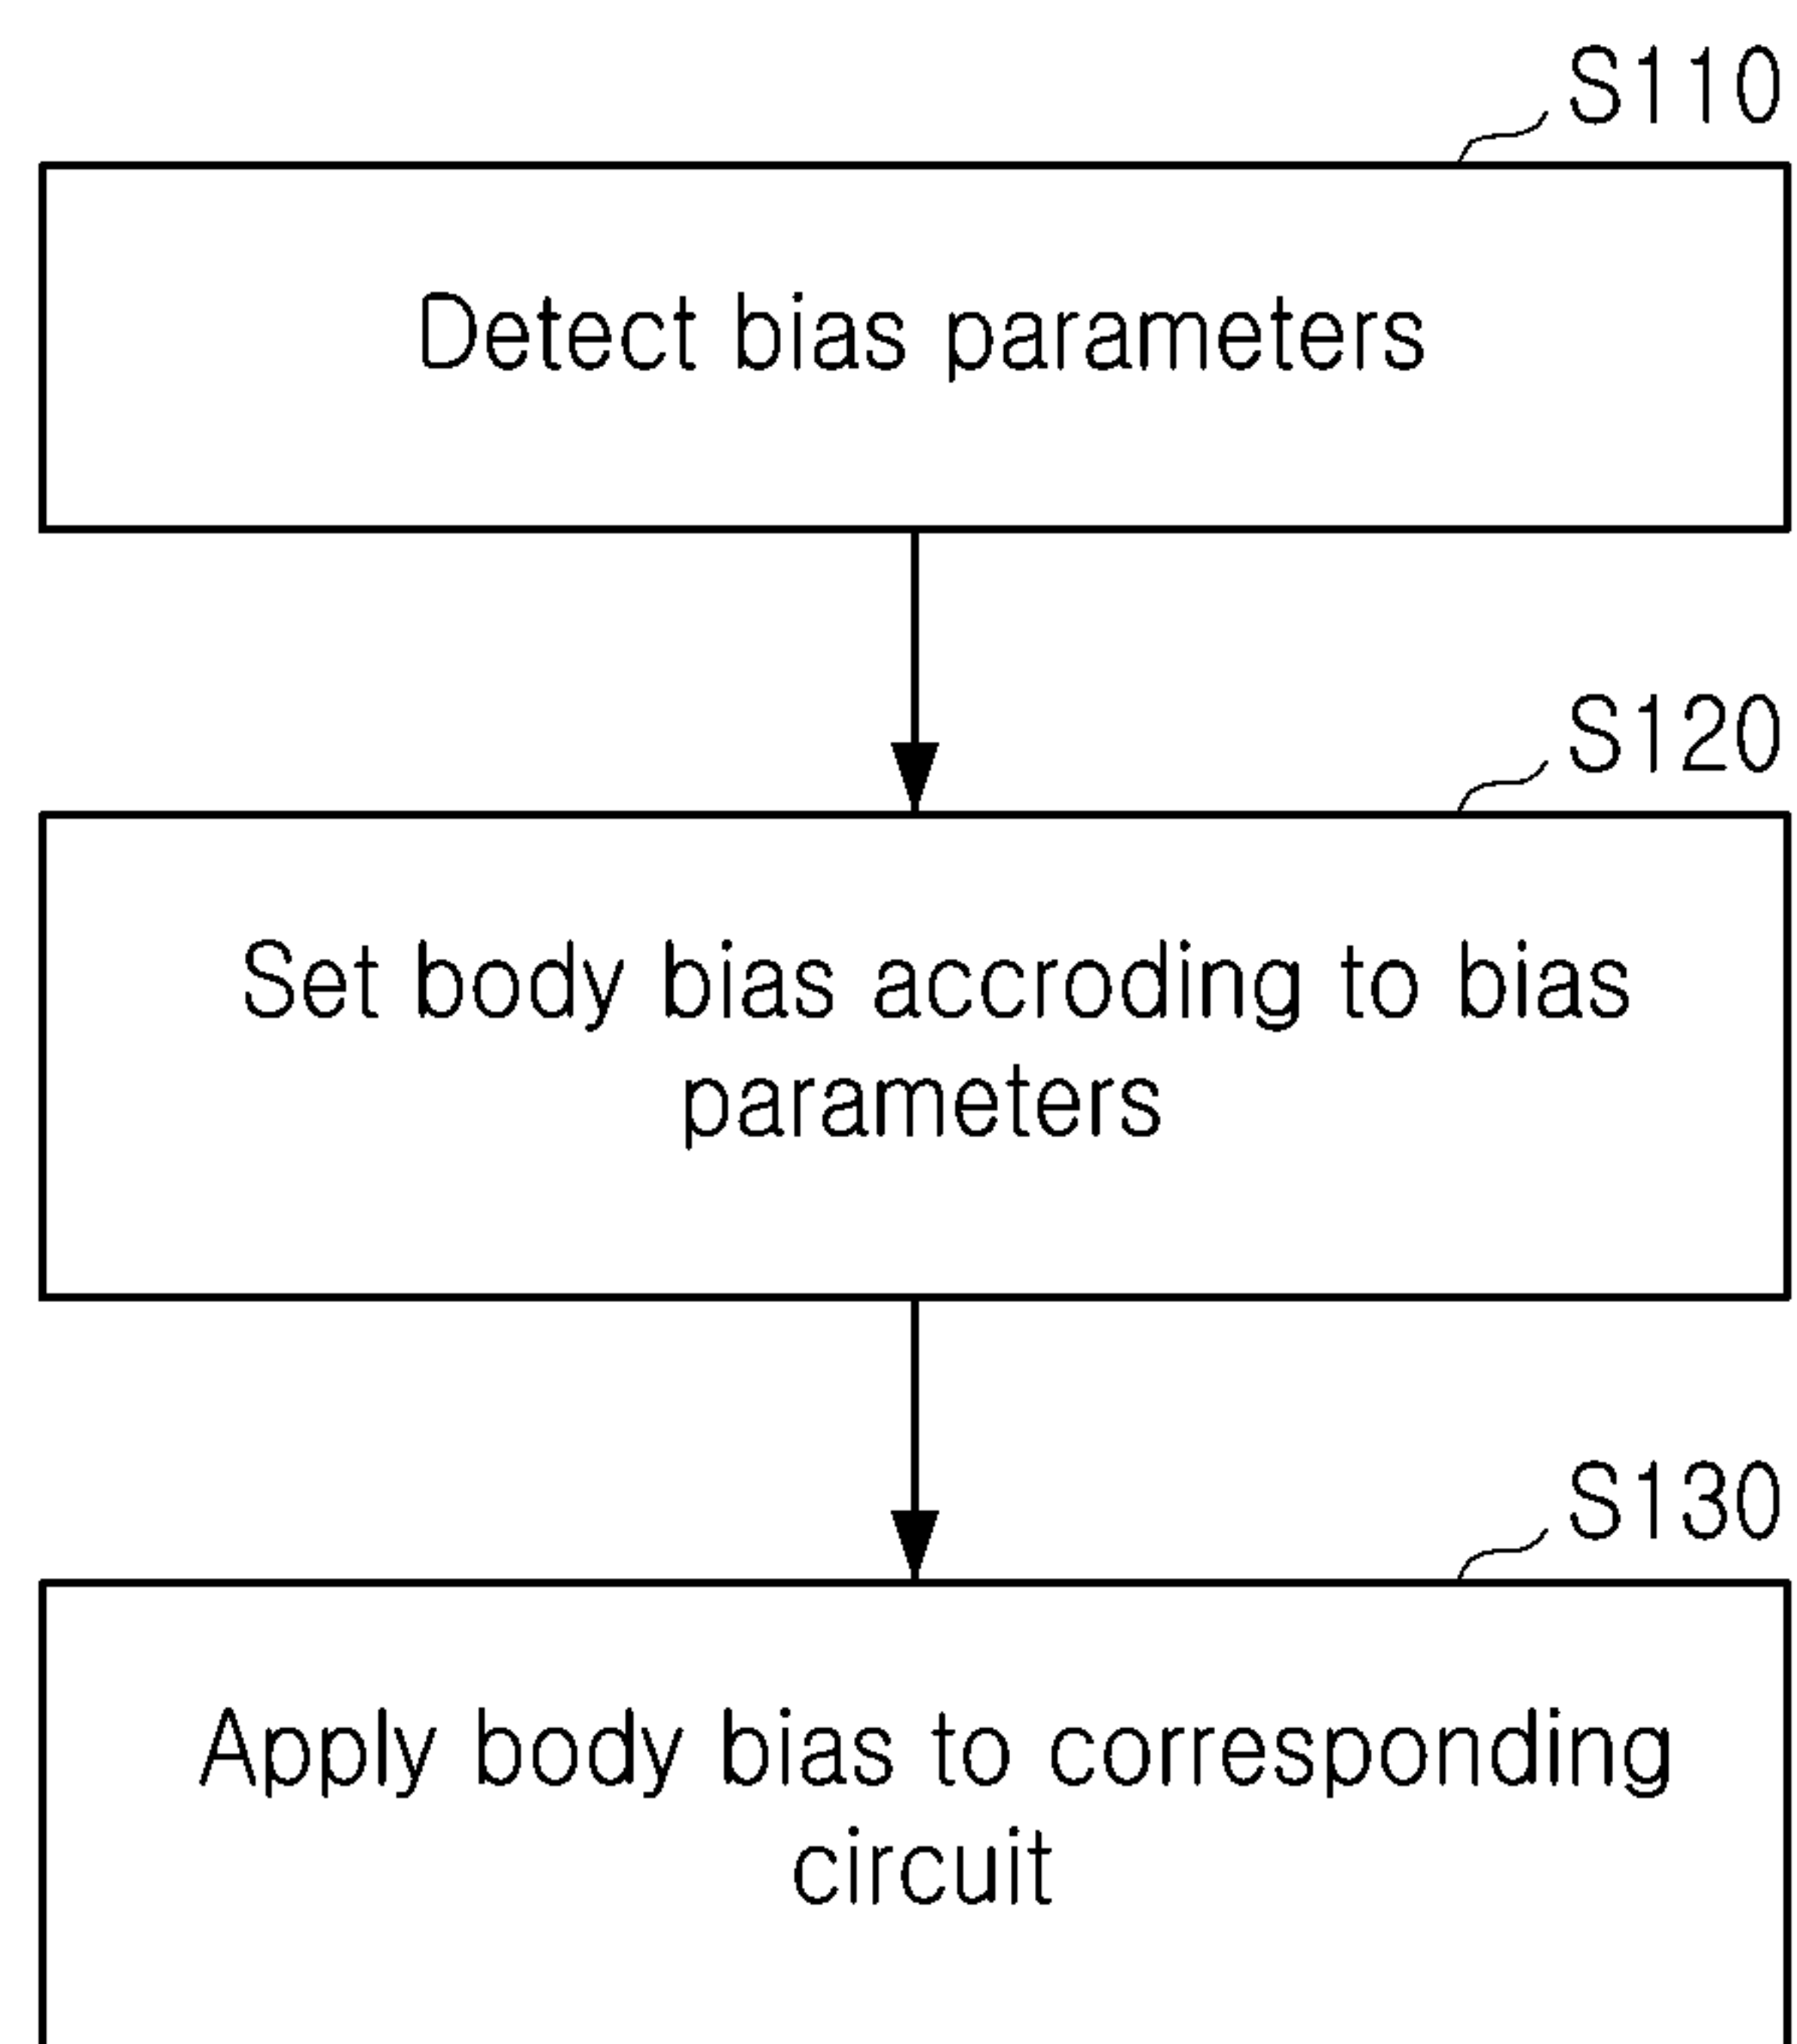 S110
Detect bias parameters
S120
Set body bias accroding to bias
parameters
S130
Apply body bias to corresponding
circuit